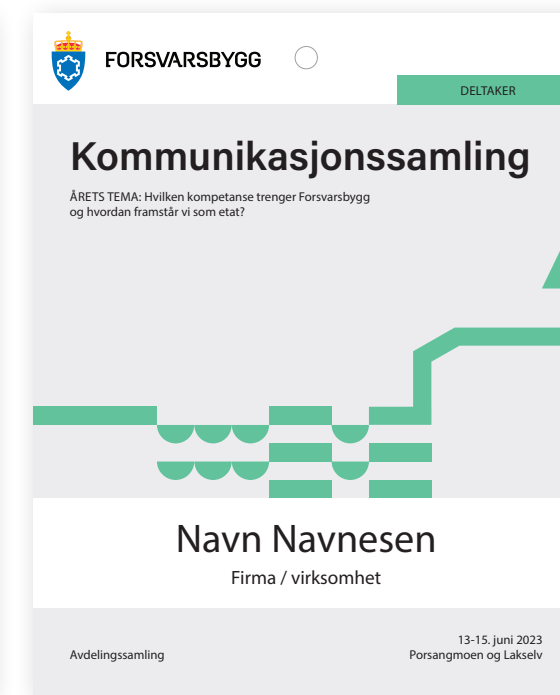 FORSVARSBYGG
DELTAKER
Kommunikasjonssamling
ÅRETS TEMA: Hvilken kompetanse trenger Forsvarsbygg
og hvordan framstår vi som etat?
Navn Navnesen
Firma / virksomhet
13-15. juni 2023
Avdelingssamling
Porsangmoen og Lakselv